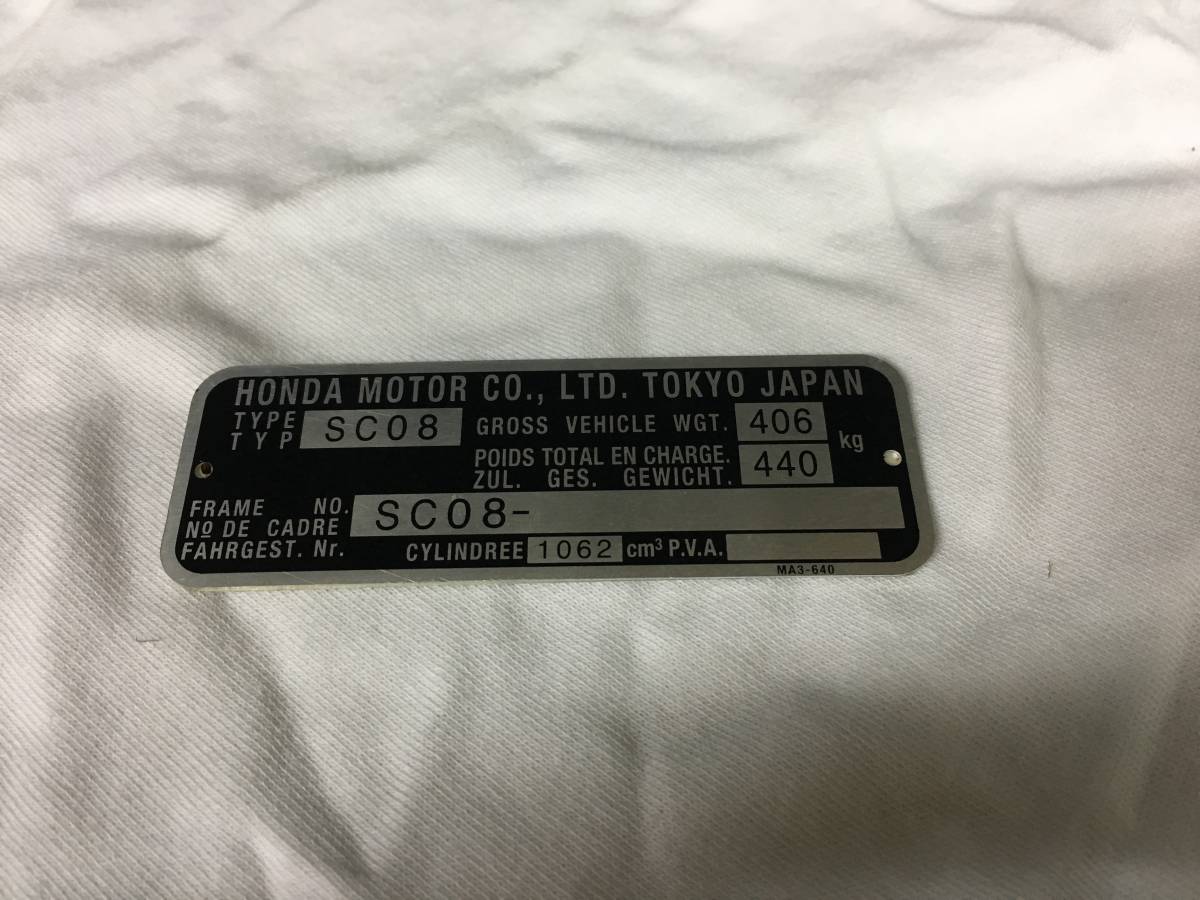 HONDA MOTOR CO., LTD. TOKYO JAPAN
TYPE
TYP
SC08
GROSS VEHICLE WGT. 406
POIDS TOTAL EN CHARGE.
ZUL. GES. GEWICHT. 440
kg
FRAME NO.
Nº DE CADRE
FAHRGEST. Nr.
SC08-
CYLINDREE 1062 cm³ P.V.A.
MA3-640